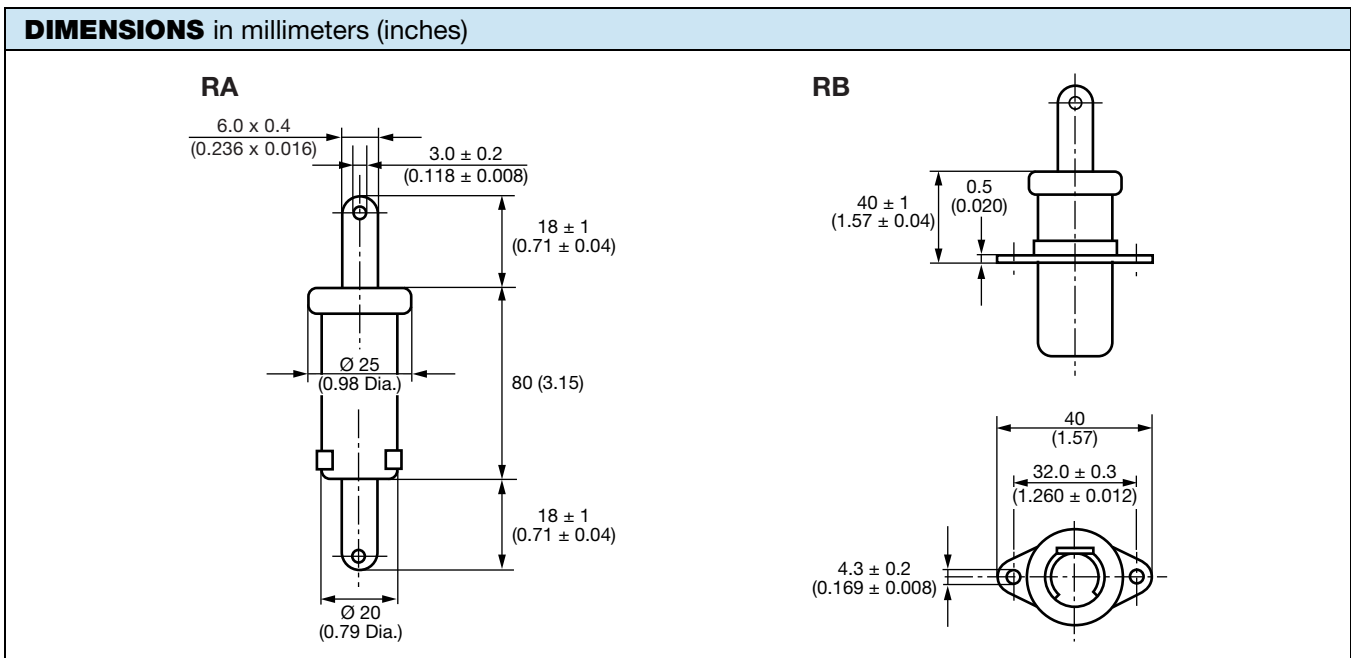 DIMENSIONS in millimeters (inches)
RA
6.0 x 0.4
(0.236 x 0.016)
3.0 ± 0.2
(0.118 ± 0.008)
18 ± 1
(0.71 ± 0.04)
Ø 25
(0.98 Dia.)
80 (3.15)
18 ± 1
(0.71 ± 0.04)
Ø 20
(0.79 Dia.)
RB
40 ± 1
(1.57 ± 0.04)
0.5
(0.020)
40
(1.57)
32.0 ± 0.3
(1.260 ± 0.012)
4.3 ± 0.2
(0.169 ± 0.008)